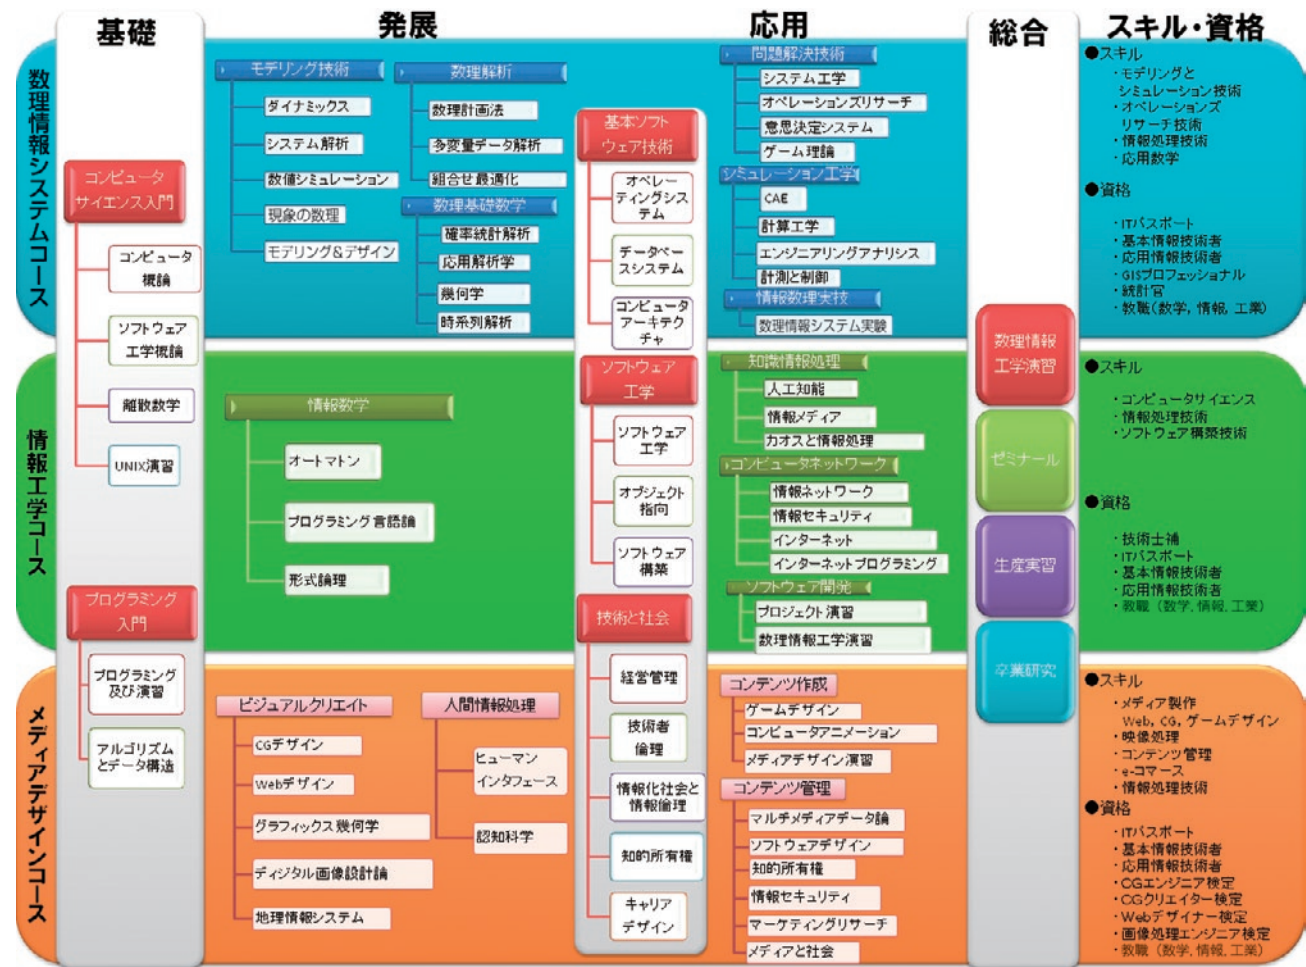 基礎
発展
応用
総合
スキル・資格
数理情報システムコース
コンピュータ
サイエンス入門
コンピュータ
概論
ソフトウェア
工学概論
離散数学
UNIX演習
プログラミング
入門
プログラミング
及び演習
アルゴリズム
とデータ構造
モデリング技術
ダイナミックス
システム解析
数値シミュレーション
現象の数理
モデリング&デザイン
数理解析
数理計画法
多変量データ解析
組合せ最適化
数理基礎数学
確率統計解析
応用解析学
幾何学
時系列解析
基本ソフト
ウェア技術
オペレー
ティングシス
テム
データベー
スシステム
コンピュータ
アーキテク
チャ
問題解決技術
システム工学
オペレーションズリサーチ
意思決定システム
ゲーム理論
シミュレーション工学
CAE
計算工学
エンジニアリングアナリシス
計測と制御
情報数理実技
数理情報システム実験
●スキル
・モデリングと
シミュレーション技術
・オペレーションズ
リサーチ技術
・情報処理技術
・応用数学
●資格
・ITパスポート
・基本情報技術者
・応用情報技術者
・GISプロフェッショナル
・統計官
・教職(数学, 情報, 工業)
情報工学コース
情報数学
オートマトン
プログラミング言語論
形式論理
ソフトウェア
工学
ソフトウェア
工学
オブジェクト
指向
ソフトウェア
構築
知識情報処理
人工知能
情報メディア
カオスと情報処理
コンピュータネットワーク
情報ネットワーク
情報セキュリティ
インターネット
インターネットプログラミング
ソフトウェア開発
プロジェクト演習
数理情報工学演習
数理情報
工学演習
ゼミナール
生産実習
卒業研究
●スキル
・コンピュータサイエンス
・情報処理技術
・ソフトウェア構築技術
●資格
・技術士補
・ITパスポート
・基本情報技術者
・応用情報技術者
・教職 (数学, 情報, 工業)
メディアデザインコース
ビジュアルクリエイト
CGデザイン
Webデザイン
グラフィックス幾何学
ディジタル画像設計論
地理情報システム
人間情報処理
ヒューマン
インタフェース
認知科学
技術と社会
経営管理
技術者
倫理
情報化社会と
情報倫理
知的所有権
キャリア
デザイン
コンテンツ作成
ゲームデザイン
コンピュータアニメーション
メディアデザイン演習
コンテンツ管理
マルチメディアデータ論
ソフトウェアデザイン
知的所有権
情報セキュリティ
マーケティングリサーチ
メディアと社会
●スキル
・メディア製作
Web, CG, ゲームデザイン
・映像処理
・コンテンツ管理
・e-コマース
・情報処理技術
●資格
・ITパスポート
・基本情報技術者
・応用情報技術者
・CGエンジニア検定
・CGクリエイター検定
・Webデザイナー検定
・画像処理エンジニア検定
・教職 (数学, 情報, 工業)